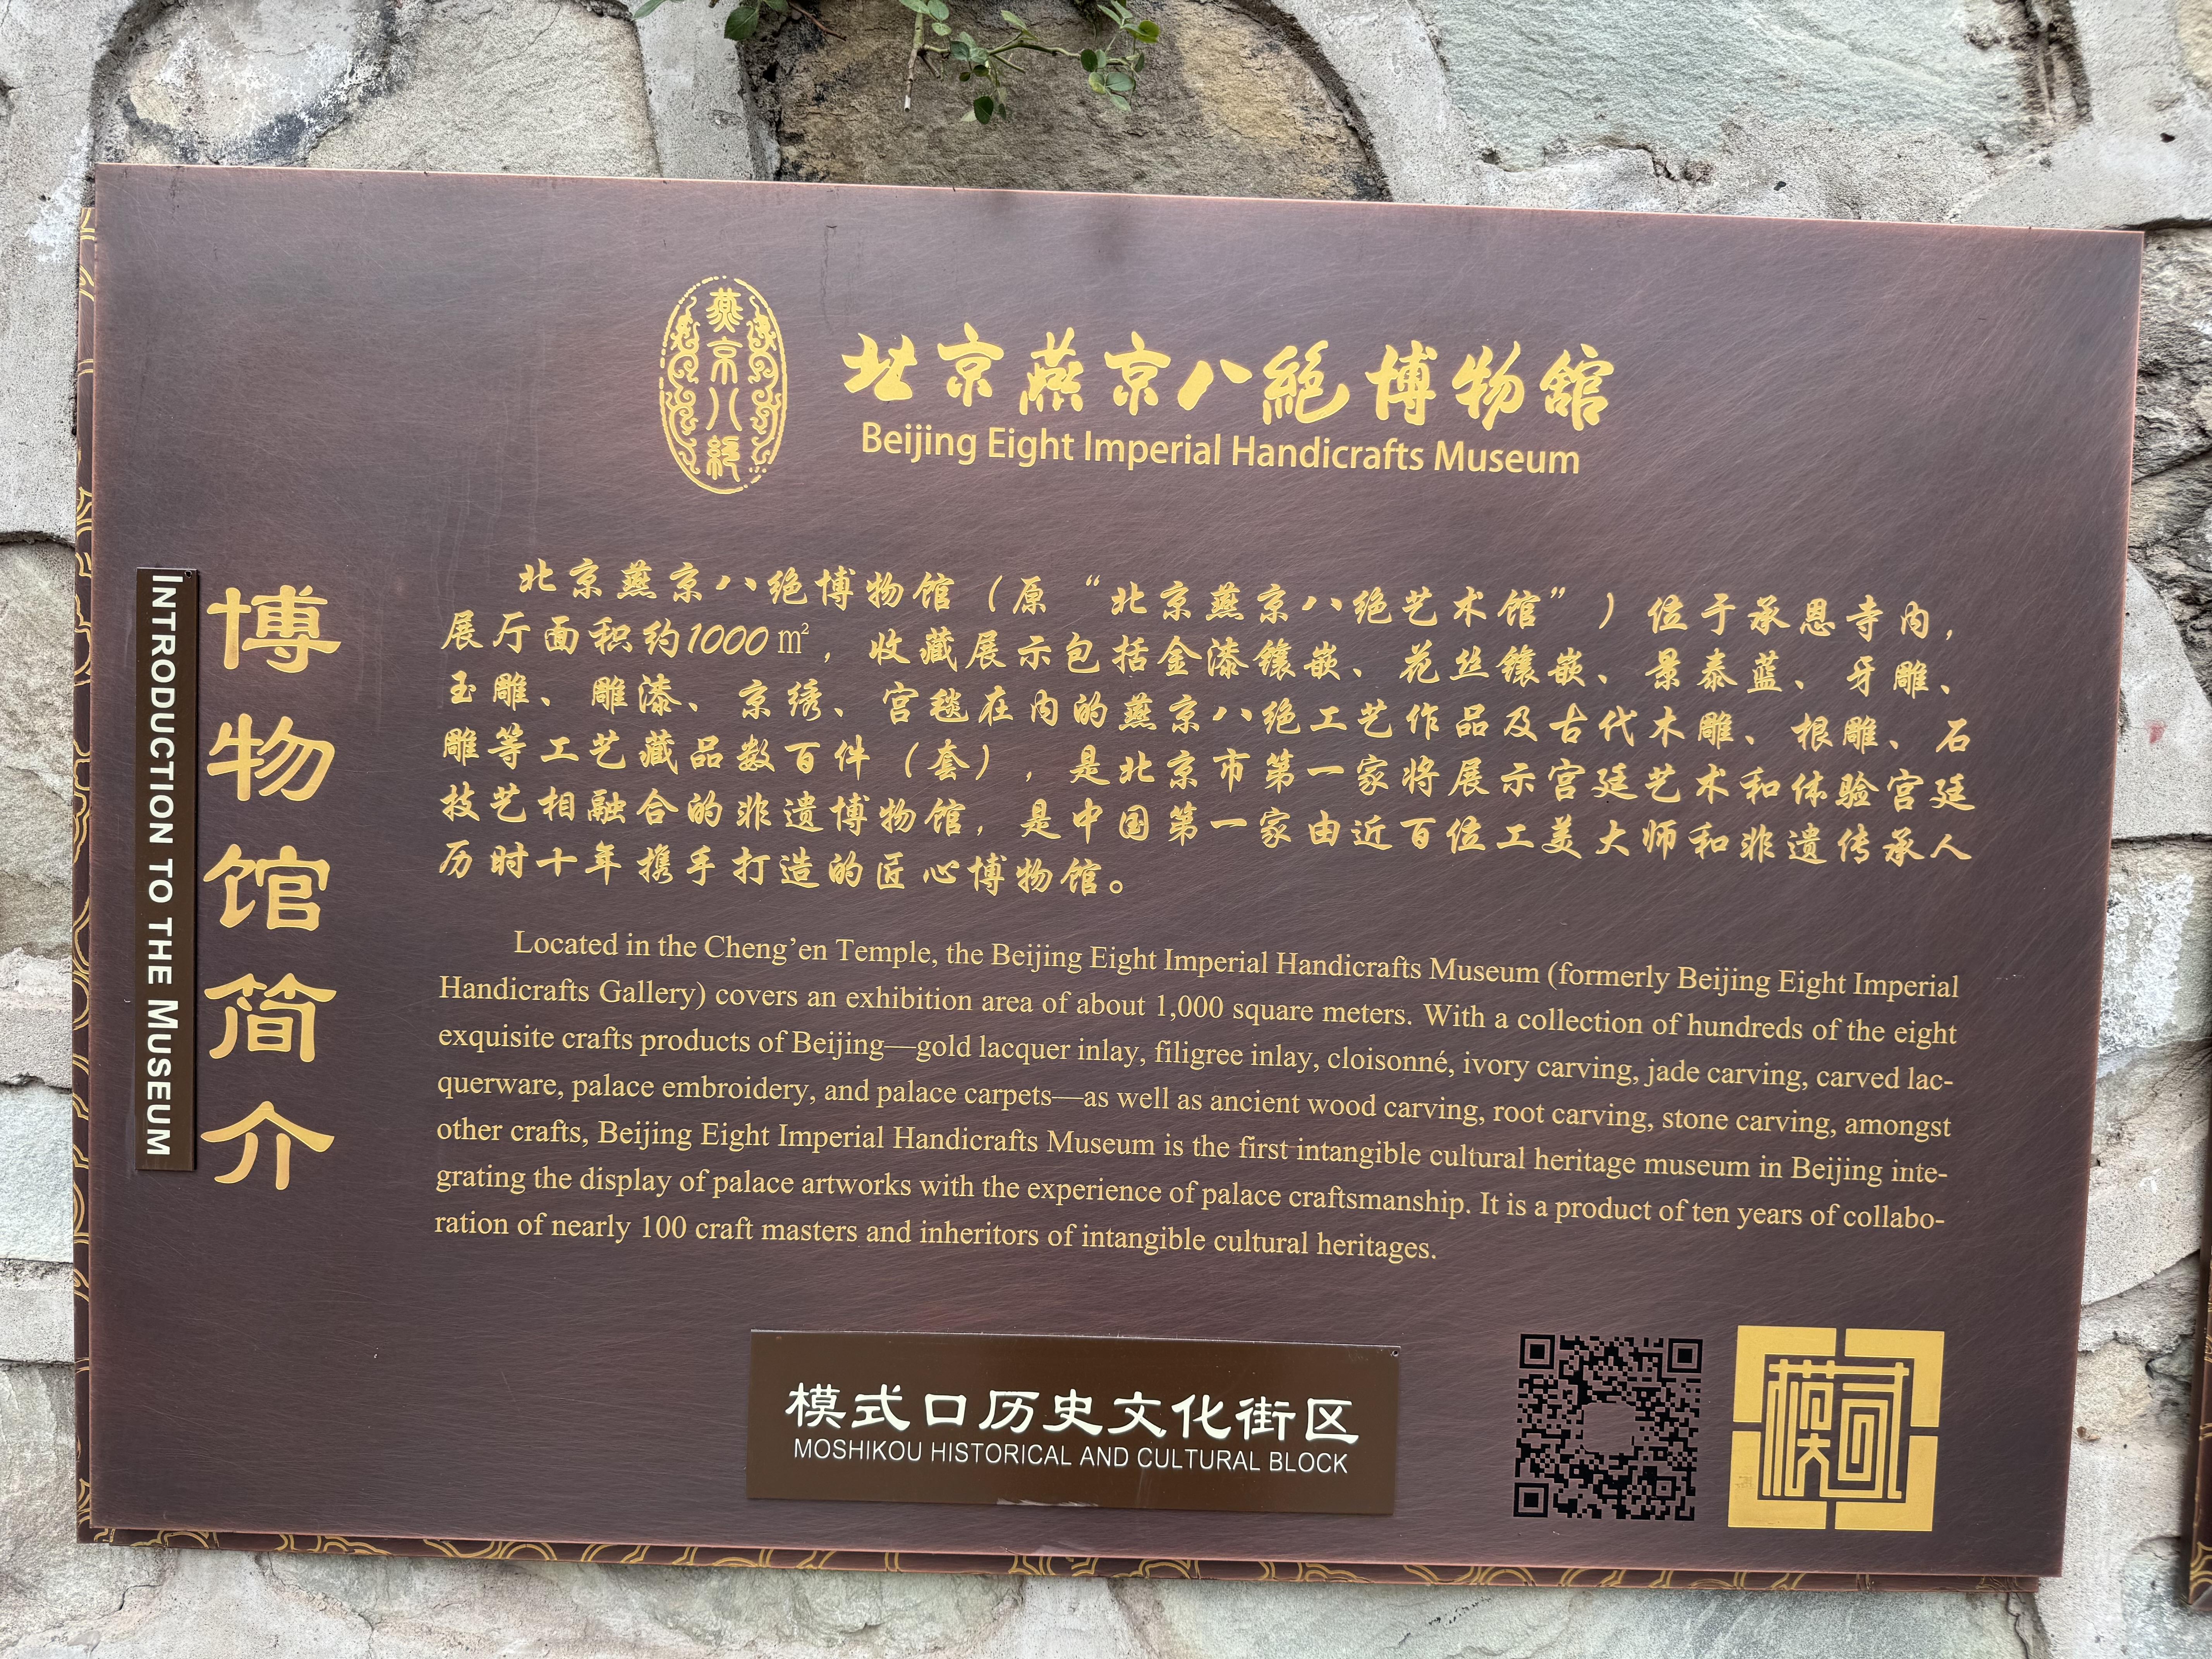 燕京八絕
北京燕京八絕博物館
Beijing Eight Imperial Handicrafts Museum
博物馆简介
INTRODUCTION TO THE MUSEUM
北京燕京八绝博物馆（原“北京燕京八绝艺术馆”）位于承恩寺内，
展厅面积约1000㎡，收藏展示包括金漆镶嵌、花丝镶嵌、景泰蓝、牙雕、
玉雕、雕漆、京绣、宫毯在内的燕京八绝工艺作品及古代木雕、根雕、石
雕等工艺藏品数百件（套），是北京市第一家将展示宫廷艺术和体验宫廷
技艺相融合的非遗博物馆，是中国第一家由近百位工美大师和非遗传承人
历时十年携手打造的匠心博物馆。
Located in the Cheng’en Temple, the Beijing Eight Imperial Handicrafts Museum (formerly Beijing Eight Imperial
Handicrafts Gallery) covers an exhibition area of about 1,000 square meters. With a collection of hundreds of the eight
exquisite crafts products of Beijing—gold lacquer inlay, filigree inlay, cloisonné, ivory carving, jade carving, carved lac-
querware, palace embroidery, and palace carpets—as well as ancient wood carving, root carving, stone carving, amongst
other crafts, Beijing Eight Imperial Handicrafts Museum is the first intangible cultural heritage museum in Beijing inte-
grating the display of palace artworks with the experience of palace craftsmanship. It is a product of ten years of collabo-
ration of nearly 100 craft masters and inheritors of intangible cultural heritages.
模式口历史文化街区
MOSHIKOU HISTORICAL AND CULTURAL BLOCK
模式口